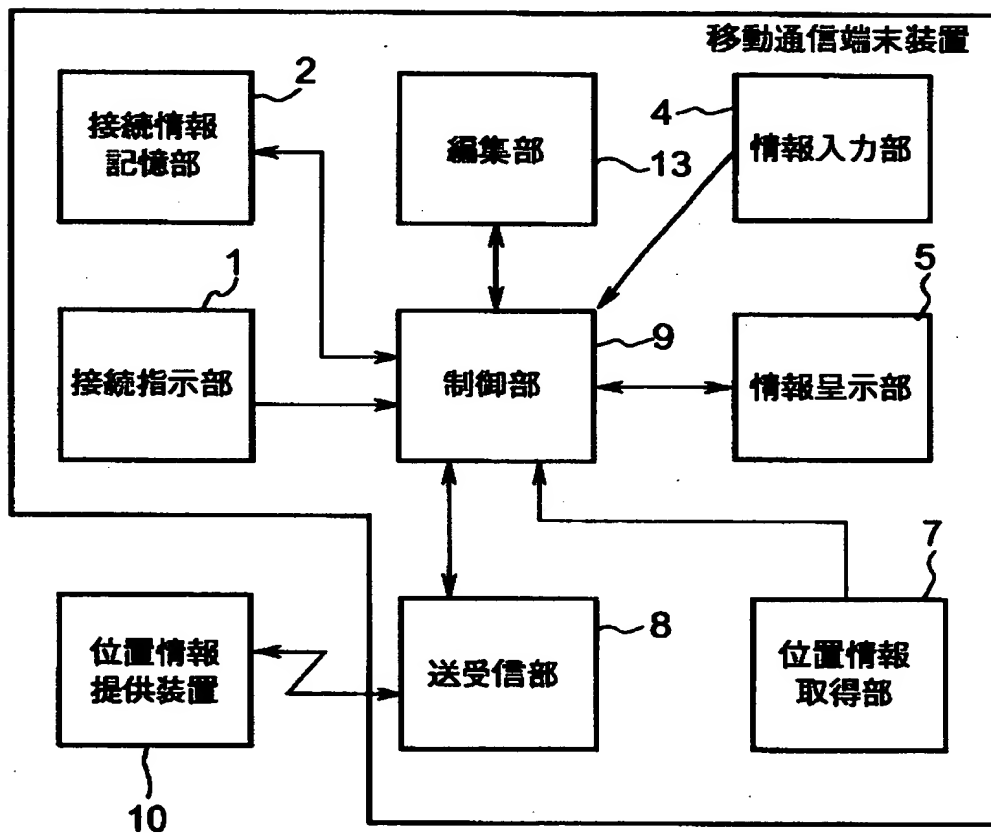 移動通信端末装置
2
接続情報
記憶部
編集部
13
4
情報入力部
1
接続指示部
制御部
9
5
情報呈示部
位置情報
提供装置
10
送受信部
8
7
位置情報
取得部